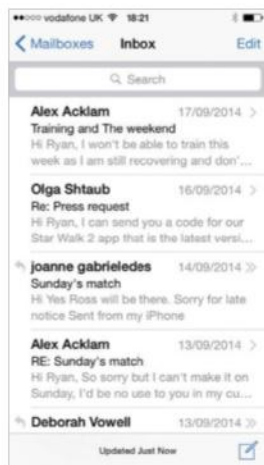 vodafone UK 18:21
Mailboxes Inbox Edit
Search
Alex Acklam 17/09/2014
Training and The weekend
Hi Ryan, I won't be able to train this
week as I am still recovering and don'...
Olga Shtaub 16/09/2014
Re: Press request
Hi Ryan, I can send you a code for our
Star Walk 2 app that is the latest versi...
joanne gabrieledes 14/09/2014
Sunday's match
Hi Yes Ross will be there. Sorry for late
notice Sent from my iPhone
Alex Acklam 13/09/2014
RE: Sunday's match
Hi Ryan, So sorry but I can't make it on
Sunday, I'd be no use to you in my cu...
Deborah Vowell 13/09/2014
Updated Just Now